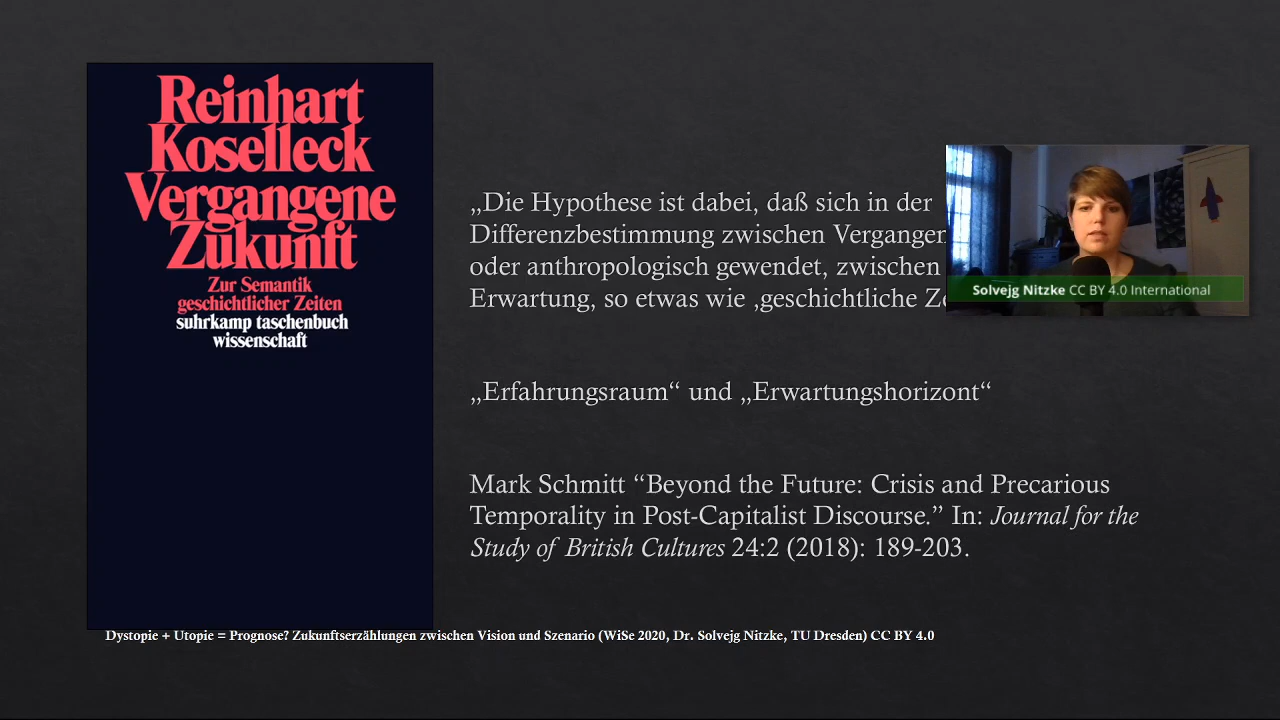 Reinhart
Koselleck
Vergangene
Zukunft
Zur Semantik
geschichtlicher Zeiten
suhrkamp taschenbuch
wissenschaft
„Die Hypothese ist dabei, daß sich in der
Differenzbestimmung zwischen
oder anthropologisch gewendet, zwischen
Erwartung, so etwas wie ‚geschichtliche
Solvejg Nitzke CC BY 4.0 International
„Erfahrungsraum“ und „Erwartungshorizont“
Mark Schmitt “Beyond the Future: Crisis and Precarious
Temporality in Post-Capitalist Discourse.” In: Journal for the
Study of British Cultures 24:2 (2018): 189-203.
Dystopie + Utopie = Prognose? Zukunftserzählungen zwischen Vision und Szenario (WiSe 2020, Dr. Solvejg Nitzke, TU Dresden) CC BY 4.0